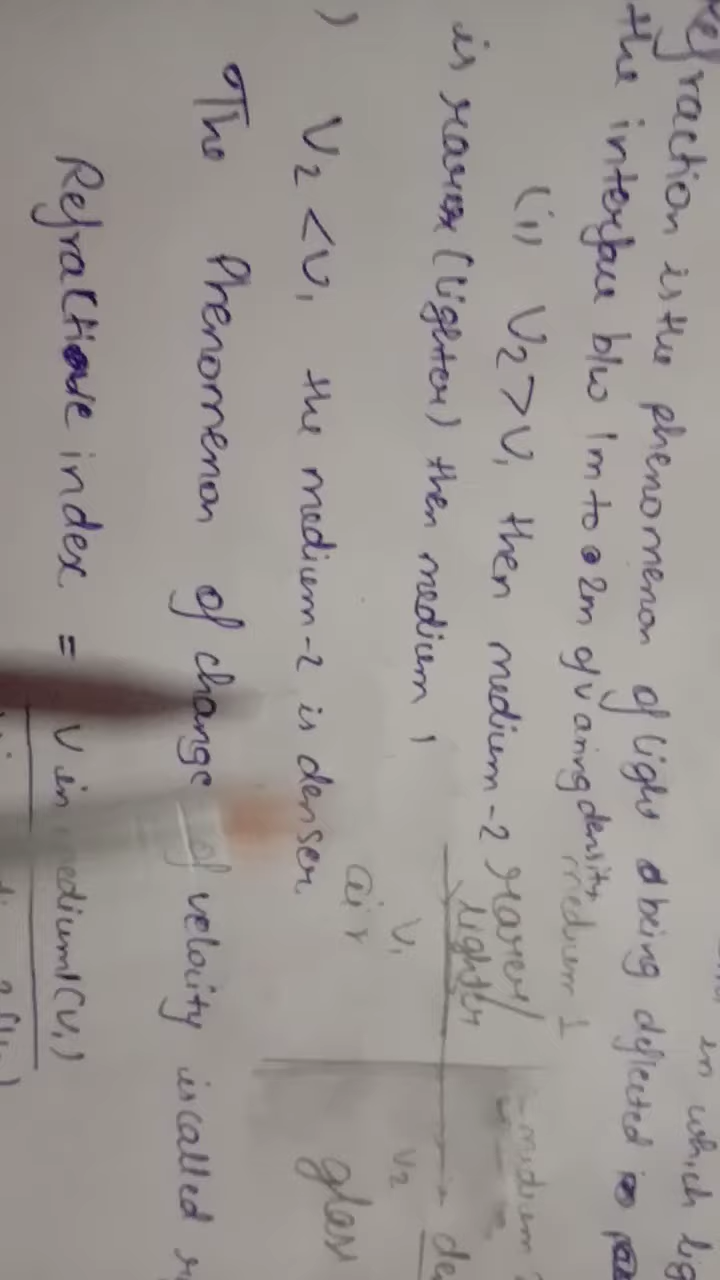 in which
Refraction is the phenomenon of light being deflected
the interface b/w 1m to 2m of varing density
medium 1
(i) V2 > V1 then medium-2 rarer/
lighter
is rarer (lighter) then medium 1
) V2 < V1 the medium-2 is denser
air V1
V2
glass
The Phenomenon of change of velocity is called
Refractive index = V in medium 1 (V1)